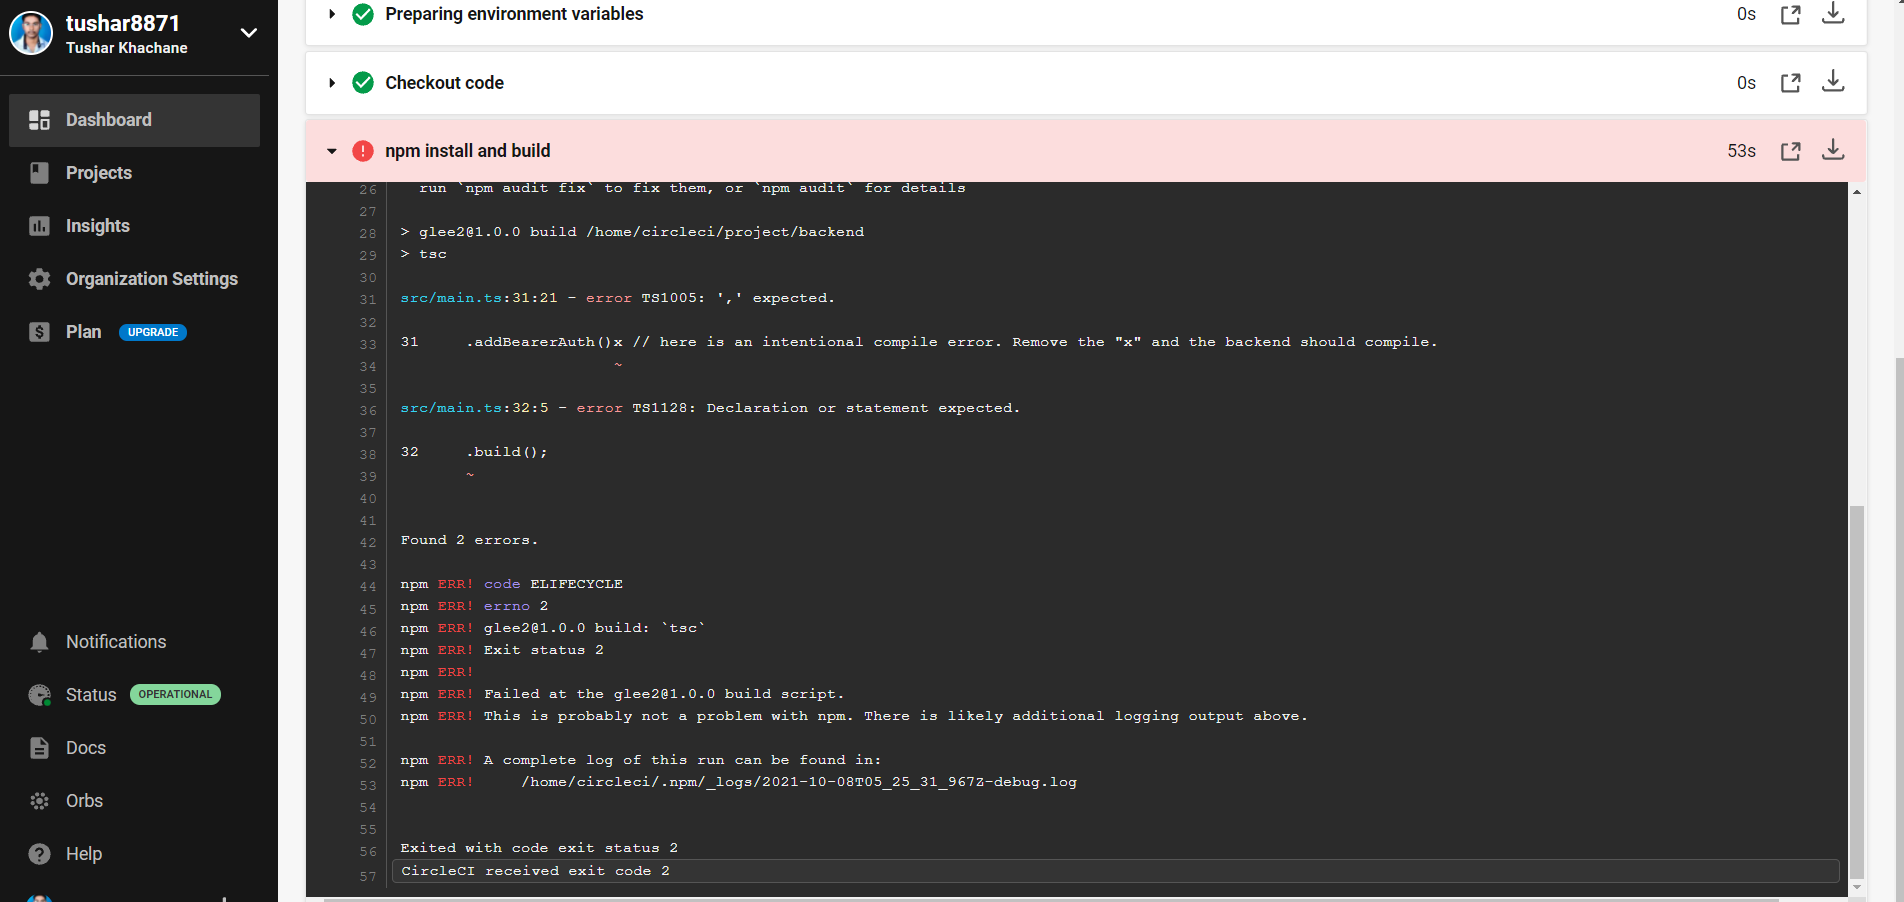 tushar8871
Tushar Khachane
Dashboard
Projects
Insights
Organization Settings
Plan UPGRADE
Notifications
Status OPERATIONAL
Docs
Orbs
Help
Preparing environment variables 0s
Checkout code 0s
npm install and build 53s
26 run `npm audit fix` to fix them, or `npm audit` for details
27
28 > glee2@1.0.0 build /home/circleci/project/backend
29 > tsc
30
31 src/main.ts:31:21 - error TS1005: ',' expected.
32
33 31 .addBearerAuth()x // here is an intentional compile error. Remove the "x" and the backend should compile.
34 ~
35
36 src/main.ts:32:5 - error TS1128: Declaration or statement expected.
37
38 32 .build();
39 ~
40
41
42 Found 2 errors.
43
44 npm ERR! code ELIFECYCLE
45 npm ERR! errno 2
46 npm ERR! glee2@1.0.0 build: `tsc`
47 npm ERR! Exit status 2
48 npm ERR!
49 npm ERR! Failed at the glee2@1.0.0 build script.
50 npm ERR! This is probably not a problem with npm. There is likely additional logging output above.
51
52 npm ERR! A complete log of this run can be found in:
53 npm ERR! /home/circleci/.npm/_logs/2021-10-08T05_25_31_967Z-debug.log
54
55
56 Exited with code exit status 2
57 CircleCI received exit code 2